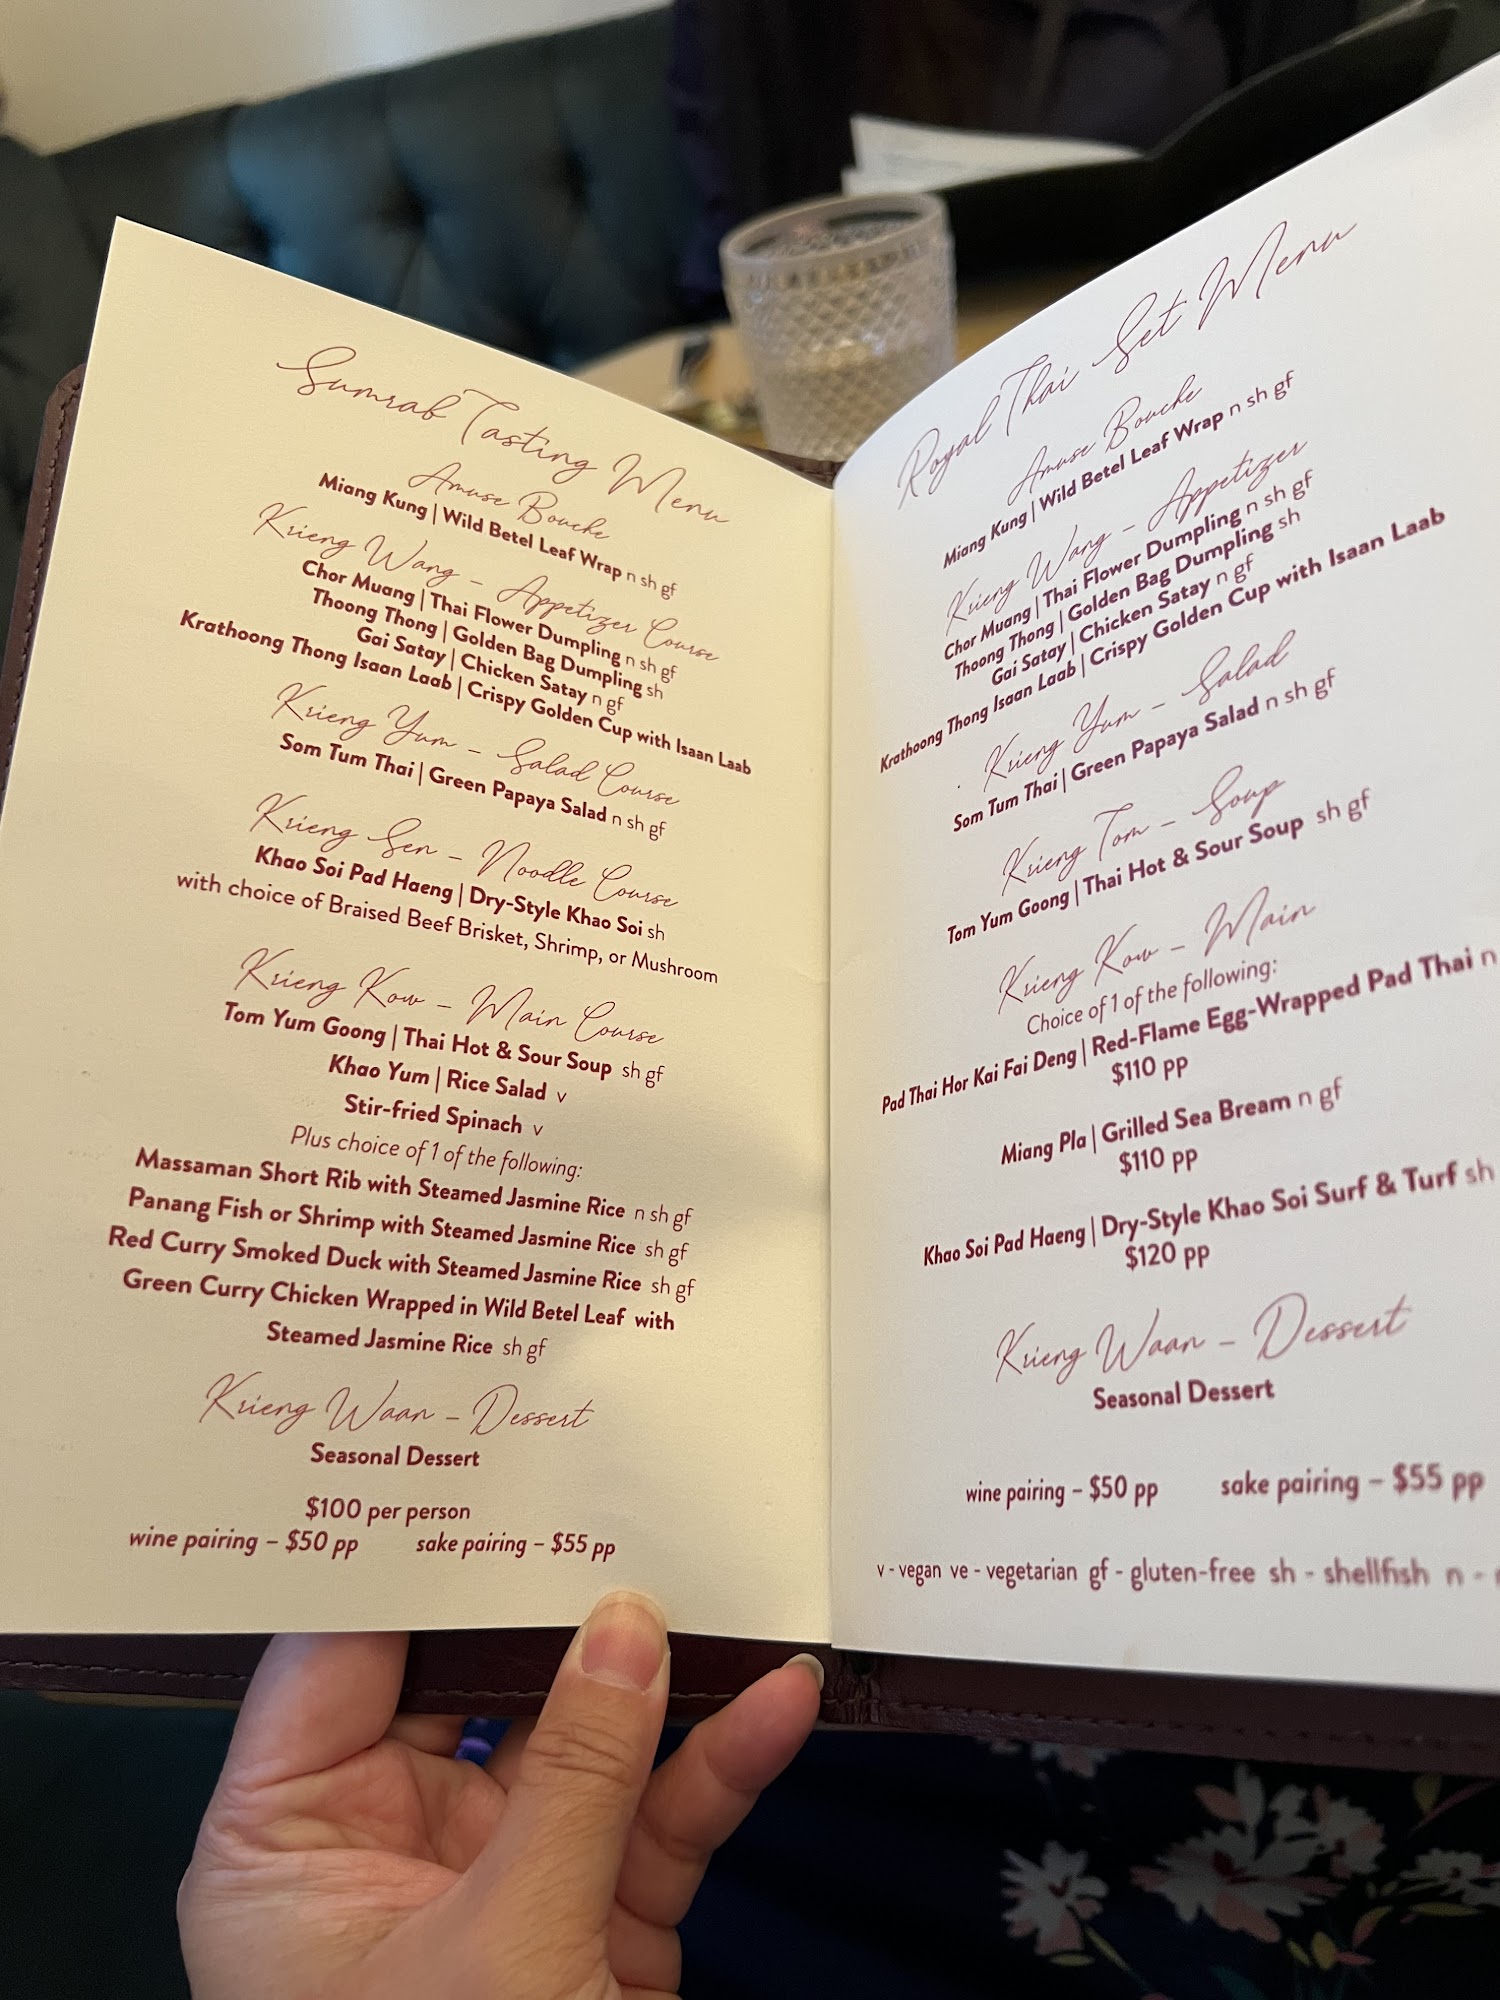 Sumrab Tasting Menu
Amuse Bouche
Miang Kung | Wild Betel Leaf Wrap n sh gf
Krieng Wang - Appetizer Course
Chor Muang | Thai Flower Dumpling n sh gf
Thoong Thong | Golden Bag Dumpling sh
Gai Satay | Chicken Satay n gf
Krathoong Thong Isaan Laab | Crispy Golden Cup with Isaan Laab
Krieng Yum - Salad Course
Som Tum Thai | Green Papaya Salad n sh gf
Krieng Sen - Noodle Course
Khao Soi Pad Haeng | Dry-Style Khao Soi sh
with choice of Braised Beef Brisket, Shrimp, or Mushroom
Krieng Kow - Main Course
Tom Yum Goong | Thai Hot & Sour Soup sh gf
Khao Yum | Rice Salad v
Stir-fried Spinach v
Plus choice of 1 of the following:
Massaman Short Rib with Steamed Jasmine Rice n sh gf
Panang Fish or Shrimp with Steamed Jasmine Rice sh gf
Red Curry Smoked Duck with Steamed Jasmine Rice sh gf
Green Curry Chicken Wrapped in Wild Betel Leaf with
Steamed Jasmine Rice sh gf
Krieng Waan - Dessert
Seasonal Dessert
$100 per person
wine pairing – $50 pp sake pairing – $55 pp
Royal Thai Set Menu
Amuse Bouche
Miang Kung | Wild Betel Leaf Wrap n sh gf
Krieng Wang - Appetizer
Chor Muang | Thai Flower Dumpling n sh gf
Thoong Thong | Golden Bag Dumpling sh
Gai Satay | Chicken Satay n gf
Krathoong Thong Isaan Laab | Crispy Golden Cup with Isaan Laab
Krieng Yum - Salad
Som Tum Thai | Green Papaya Salad n sh gf
Krieng Tom - Soup
Tom Yum Goong | Thai Hot & Sour Soup sh gf
Krieng Kow - Main
Choice of 1 of the following:
Pad Thai Hor Kai Fai Deng | Red-Flame Egg-Wrapped Pad Thai n
$110 pp
Miang Pla | Grilled Sea Bream n gf
$110 pp
Khao Soi Pad Haeng | Dry-Style Khao Soi Surf & Turf sh
$120 pp
Krieng Waan - Dessert
Seasonal Dessert
wine pairing – $50 pp sake pairing – $55 pp
v - vegan ve - vegetarian gf - gluten-free sh - shellfish n -